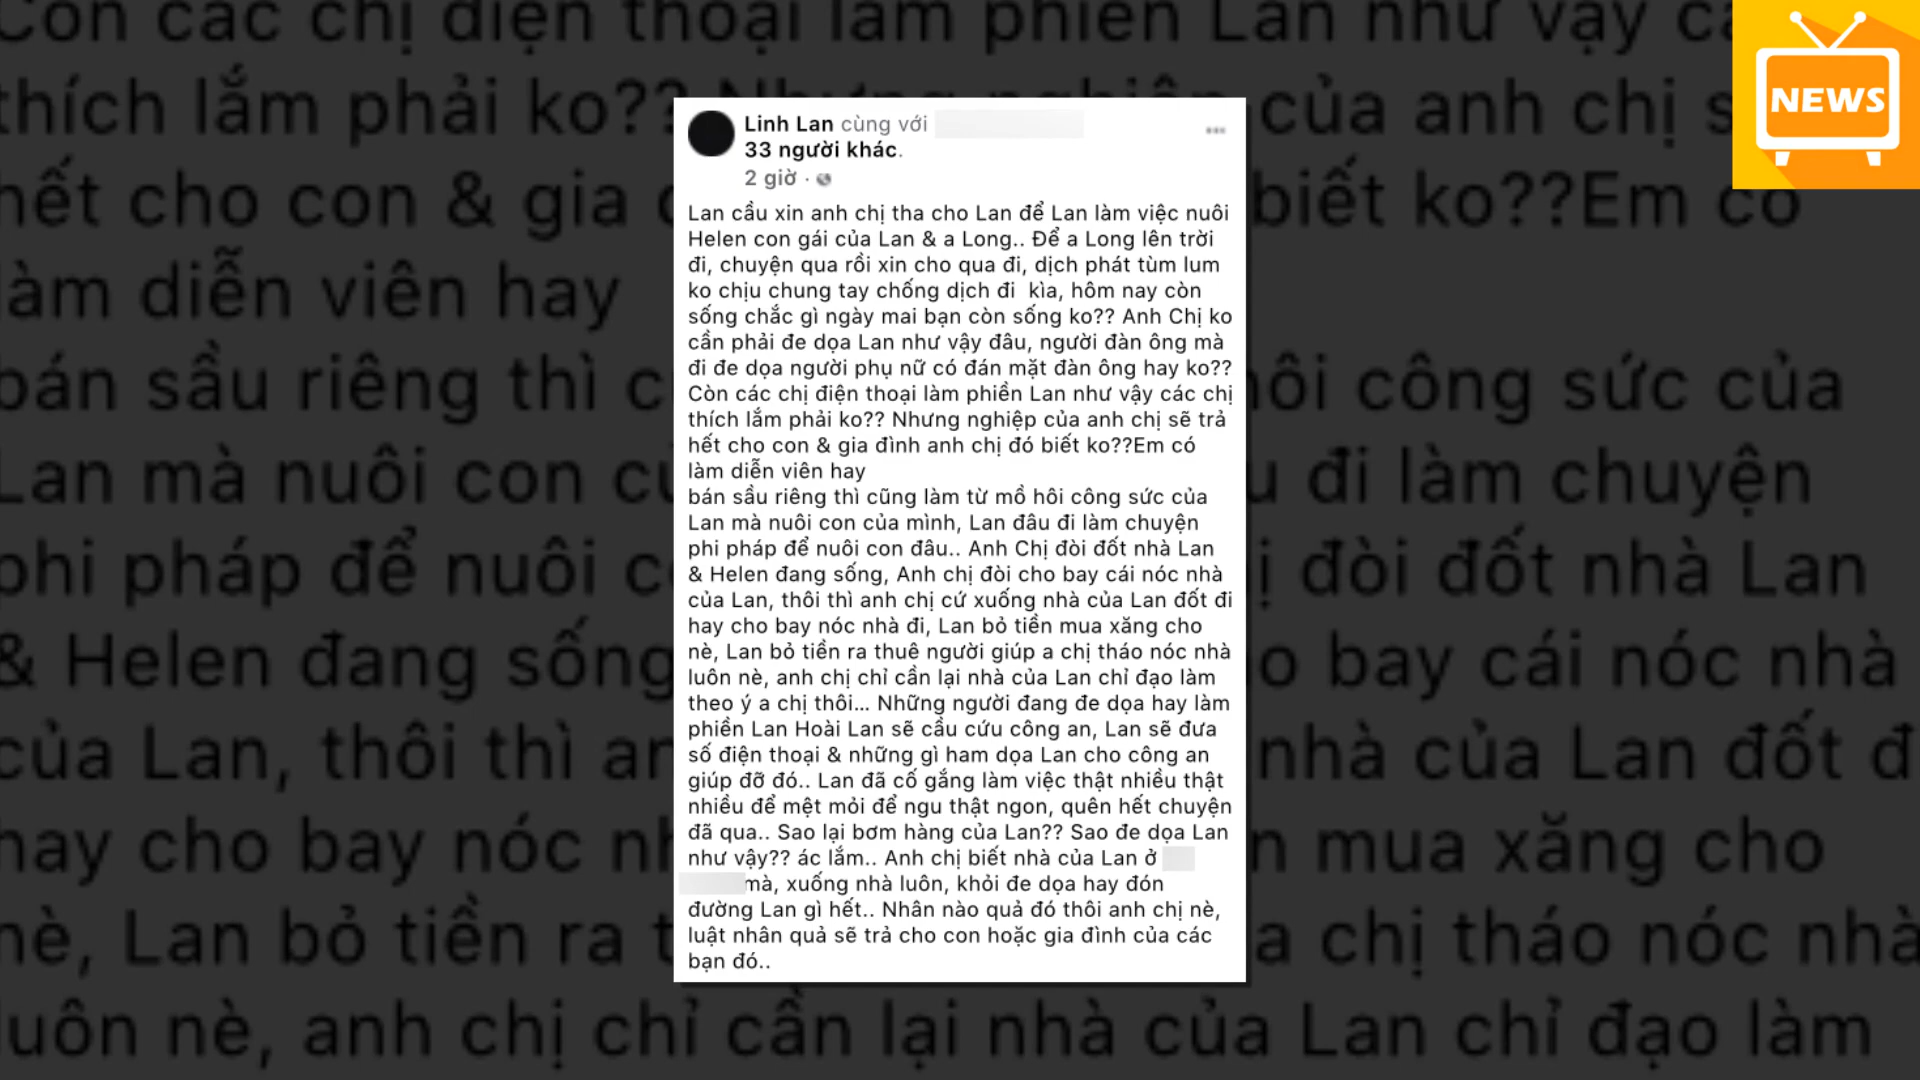 Linh Lan cùng với
33 người khác.
2 giờ ·
Lan cầu xin anh chị tha cho Lan để Lan làm việc nuôi
Helen con gái của Lan & a Long.. Để a Long lên trời
đi, chuyện qua rồi xin cho qua đi, dịch phát tùm lum
ko chịu chung tay chống dịch đi kìa, hôm nay còn
sống chắc gì ngày mai bạn còn sống ko?? Anh Chị ko
cần phải đe dọa Lan như vậy đâu, người đàn ông mà
đi đe dọa người phụ nữ có đán mặt đàn ông hay ko??
Còn các chị điện thoại làm phiền Lan như vậy các chị
thích lắm phải ko?? Nhưng nghiệp của anh chị sẽ trả
hết cho con & gia đình anh chị đó biết ko??Em có
làm diễn viên hay
bán sầu riêng thì cũng làm từ mồ hôi công sức của
Lan mà nuôi con của mình, Lan đâu đi làm chuyện
phi pháp để nuôi con đâu.. Anh Chị đòi đốt nhà Lan
& Helen đang sống, Anh chị đòi cho bay cái nóc nhà
của Lan, thôi thì anh chị cứ xuống nhà của Lan đốt đi
hay cho bay nóc nhà đi, Lan bỏ tiền mua xăng cho
nè, Lan bỏ tiền ra thuê người giúp a chị tháo nóc nhà
luôn nè, anh chị chỉ cần lại nhà của Lan chỉ đạo làm
theo ý a chị thôi... Những người đang đe dọa hay làm
phiền Lan Hoài Lan sẽ cầu cứu công an, Lan sẽ đưa
số điện thoại & những gì ham dọa Lan cho công an
giúp đỡ đó.. Lan đã cố gắng làm việc thật nhiều thật
nhiều để mệt mỏi để ngu thật ngon, quên hết chuyện
đã qua.. Sao lại bơm hàng của Lan?? Sao đe dọa Lan
như vậy?? ác lắm.. Anh chị biết nhà của Lan ở
mà, xuống nhà luôn, khỏi đe dọa hay đón
đường Lan gì hết.. Nhân nào quả đó thôi anh chị nè,
luật nhân quả sẽ trả cho con hoặc gia đình của các
bạn đó..
NEWS